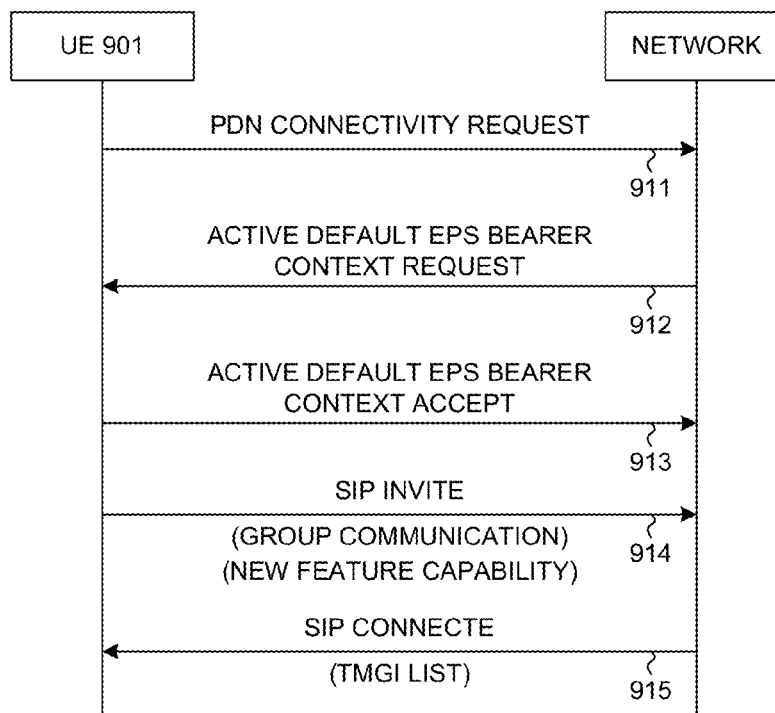 UE 901
NETWORK
PDN CONNECTIVITY REQUEST
911
ACTIVE DEFAULT EPS BEARER
CONTEXT REQUEST
912
ACTIVE DEFAULT EPS BEARER
CONTEXT ACCEPT
913
SIP INVITE
(GROUP COMMUNICATION)
914
(NEW FEATURE CAPABILITY)
SIP CONNECTE
(TMGI LIST)
915